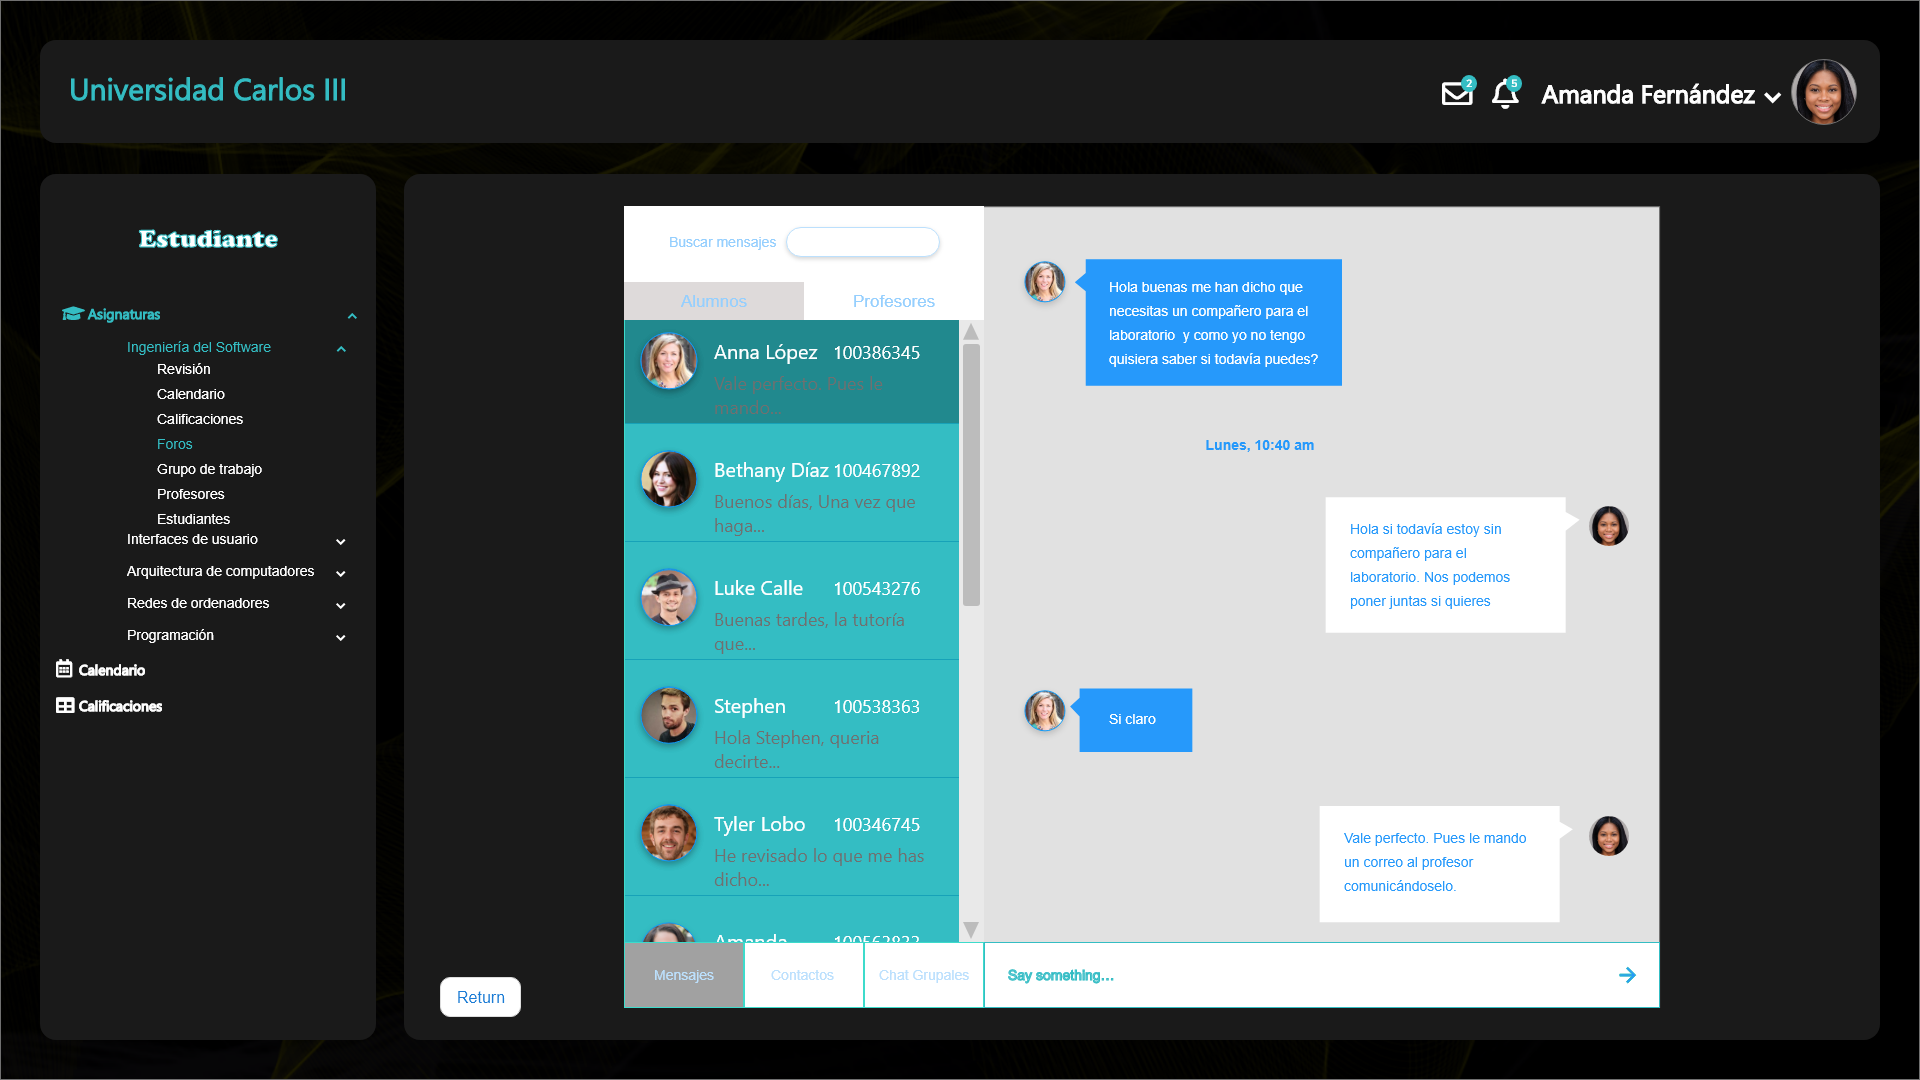 Universidad Carlos III
2
5
Amanda Fernández
Estudiante
Asignaturas
Ingeniería del Software
Revisión
Calendario
Calificaciones
Foros
Grupo de trabajo
Profesores
Estudiantes
Interfaces de usuario
Arquitectura de computadores
Redes de ordenadores
Programación
Calendario
Calificaciones
Buscar mensajes
Alumnos Profesores
Anna López 100386345
Vale perfecto. Pues le
mando...
Bethany Díaz 100467892
Buenos días, Una vez que
haga...
Luke Calle 100543276
Buenas tardes, la tutoría
que...
Stephen 100538363
Hola Stephen, queria
decirte...
Tyler Lobo 100346745
He revisado lo que me has
dicho...
Amanda 100563833
Mensajes Contactos Chat Grupales
Hola buenas me han dicho que
necesitas un compañero para el
laboratorio y como yo no tengo
quisiera saber si todavía puedes?
Lunes, 10:40 am
Hola si todavía estoy sin
compañero para el
laboratorio. Nos podemos
poner juntas si quieres
Si claro
Vale perfecto. Pues le mando
un correo al profesor
comunicándoselo.
Say something...
Return